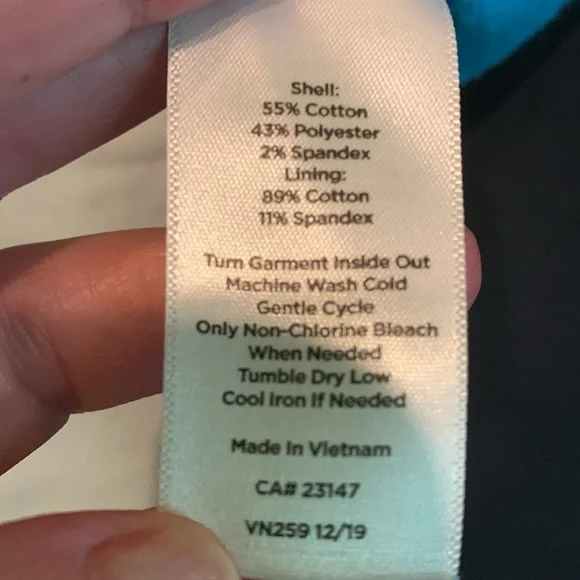 Shell:
55% Cotton
43% Polyester
2% Spandex
Lining:
89% Cotton
11% Spandex
Turn Garment Inside Out
Machine Wash Cold
Gentle Cycle
Only Non-Chlorine Bleach
When Needed
Tumble Dry Low
Cool Iron If Needed
Made In Vietnam
CA# 23147
VN259 12/19